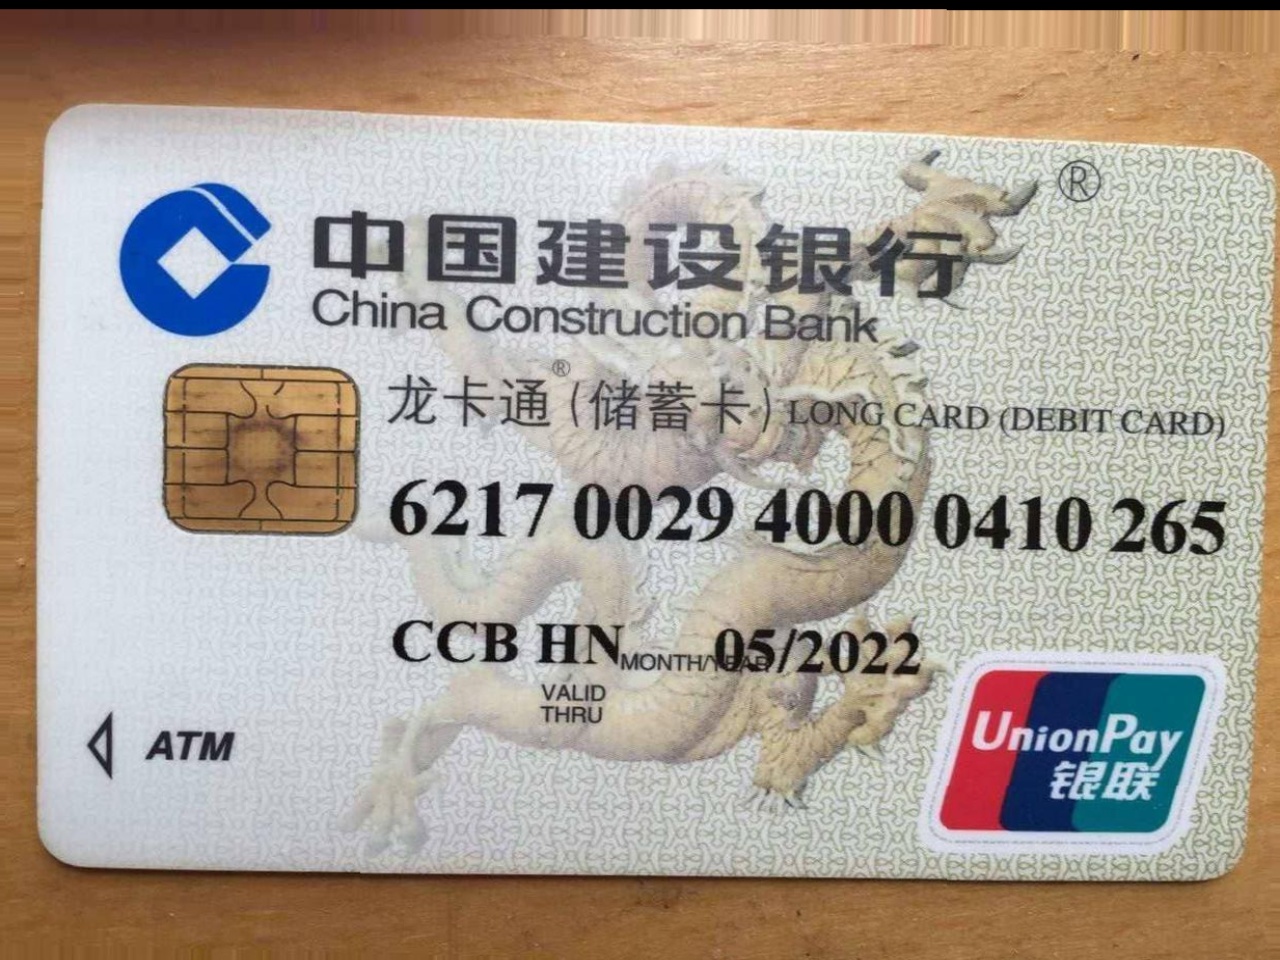 ®
中国建设银行
China Construction Bank
龙卡通®(储蓄卡) LONG CARD (DEBIT CARD)
6217 0029 4000 0410 265
CCB HN MONTH/YEAR 05/2022
VALID
THRU
ATM
UnionPay
银联